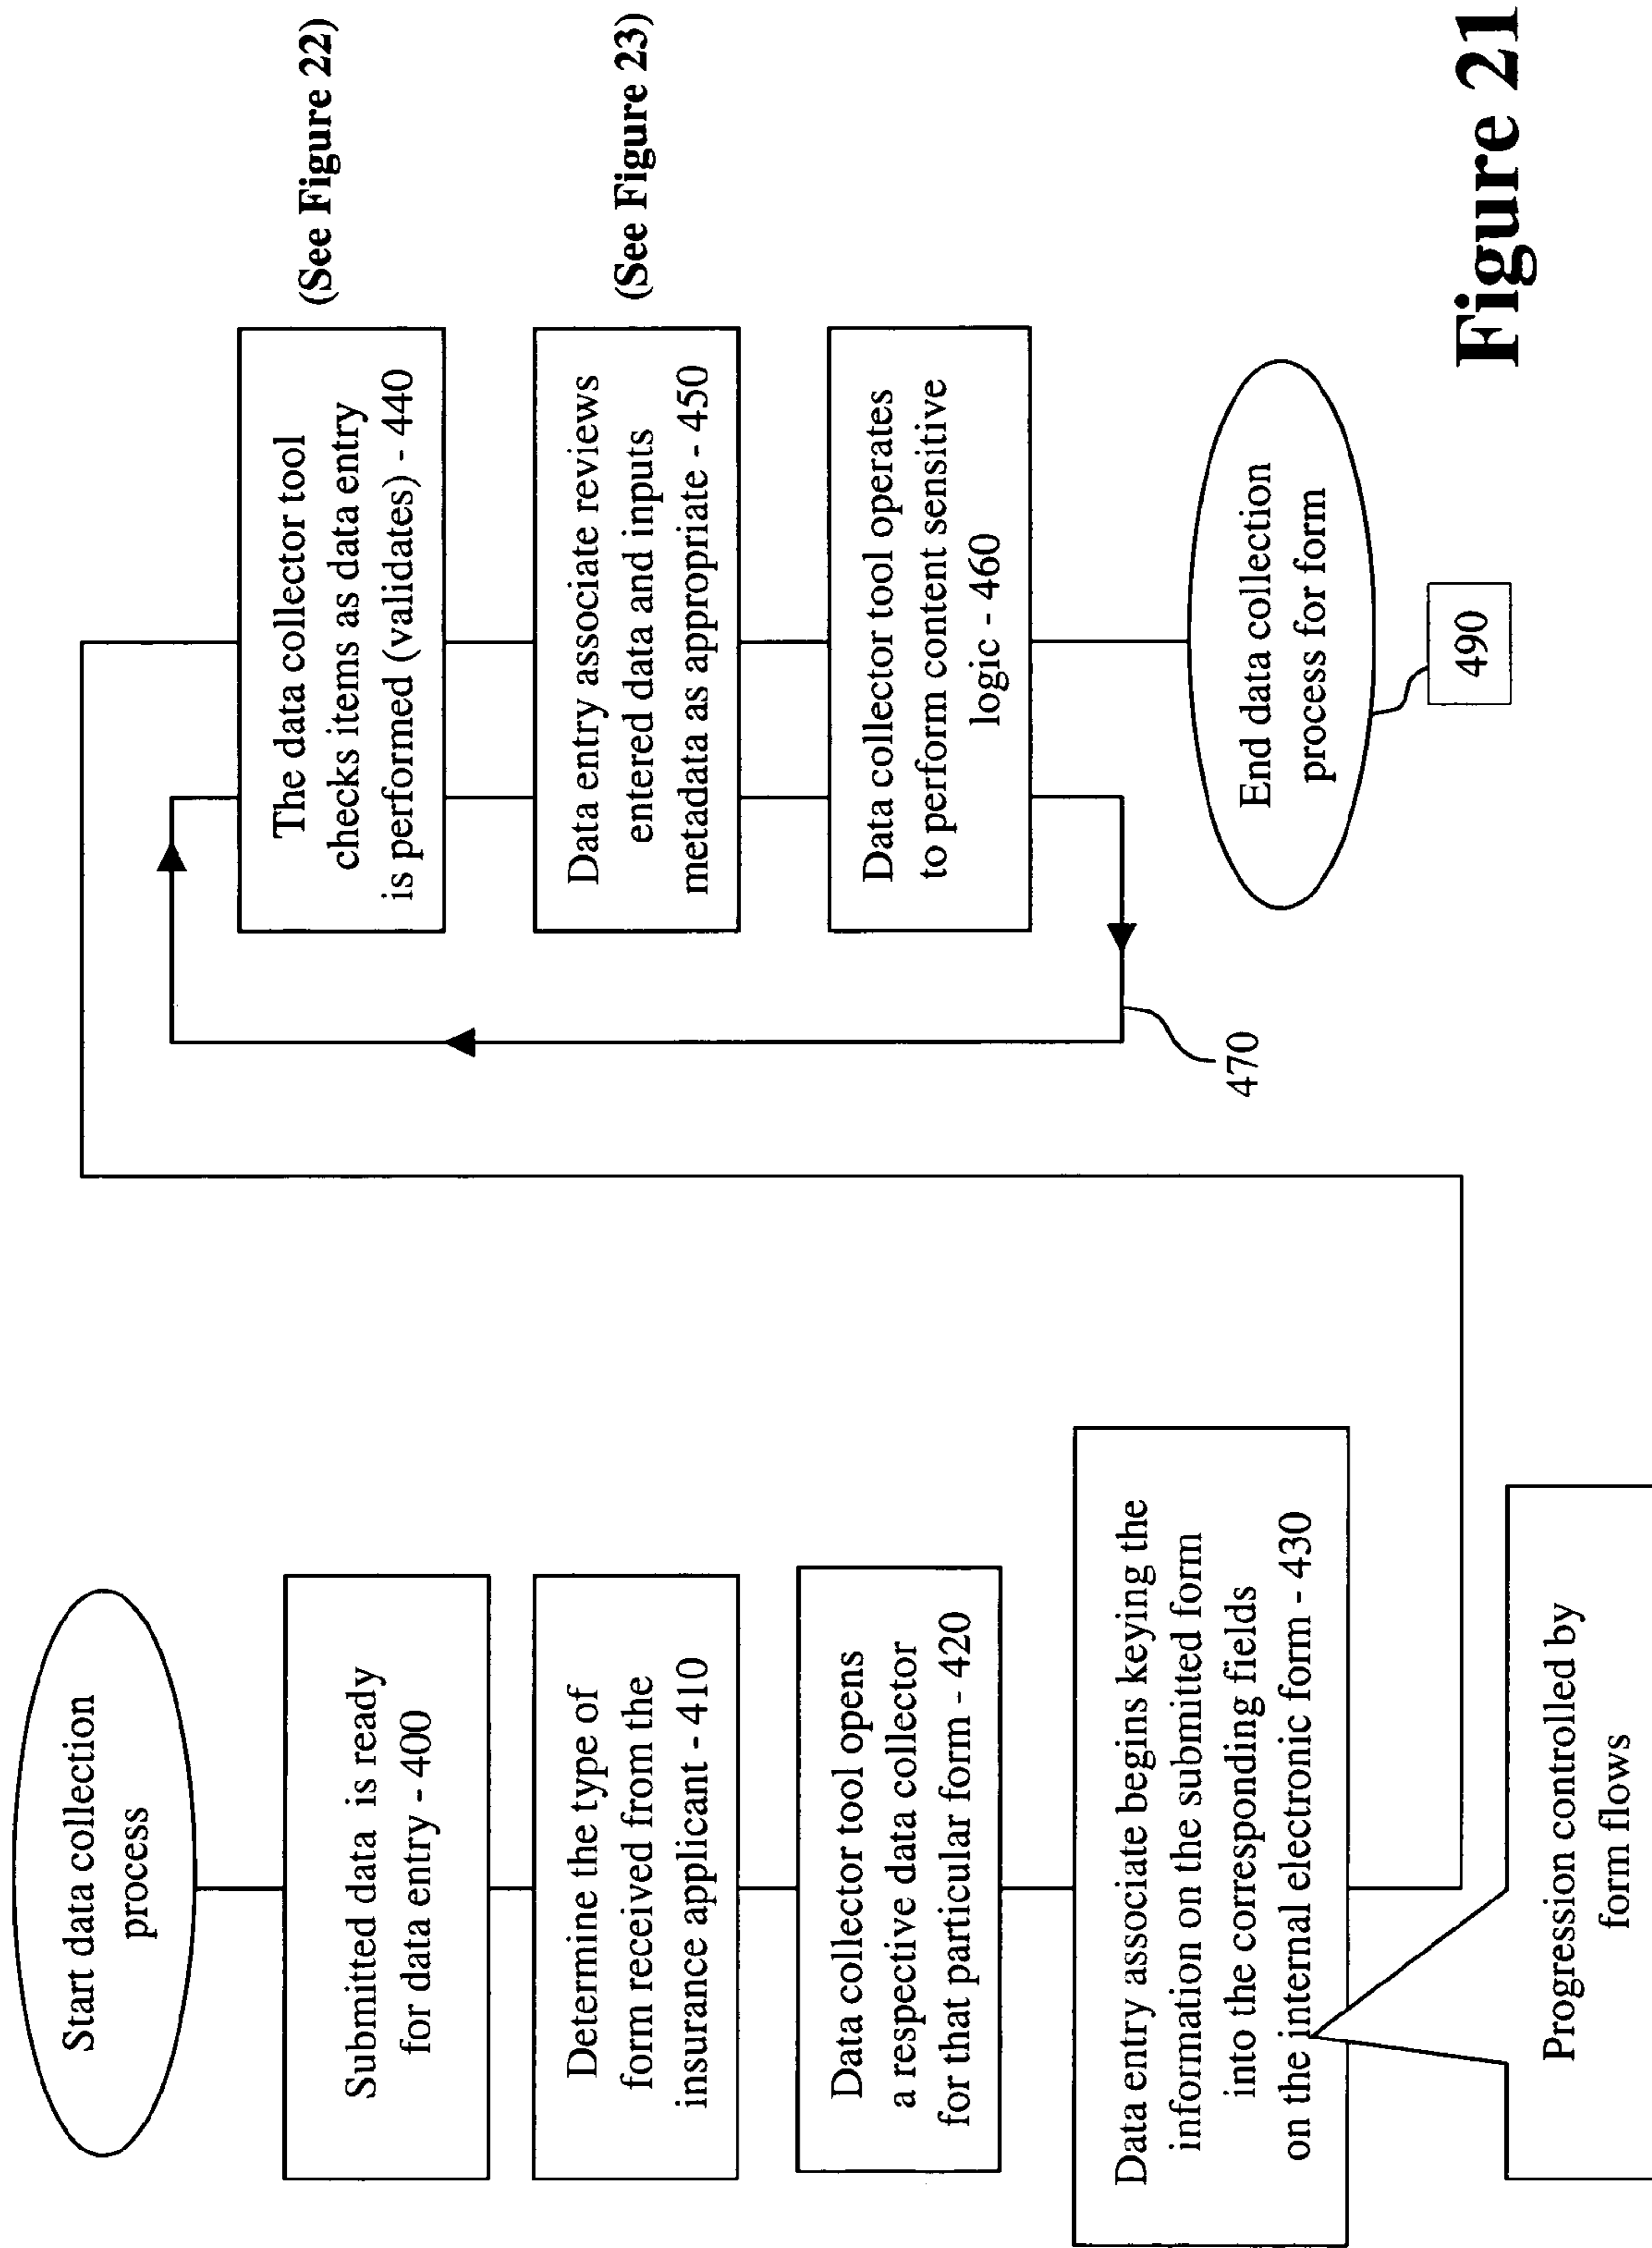 Start data collection
process
Submitted data is ready
for data entry - 400
Determine the type of
form received from the
insurance applicant - 410
Data collector tool opens
a respective data collector
for that particular form - 420
Data entry associate begins keying the
information on the submitted form
into the corresponding fields
on the internal electronic form - 430
Progression controlled by
form flows
The data collector tool
checks items as data entry
is performed (validates) - 440
(See Figure 22)
Data entry associate reviews
entered data and inputs
metadata as appropriate - 450
(See Figure 23)
Data collector tool operates
to perform content sensitive
logic - 460
470
End data collection
process for form
490
Figure 21